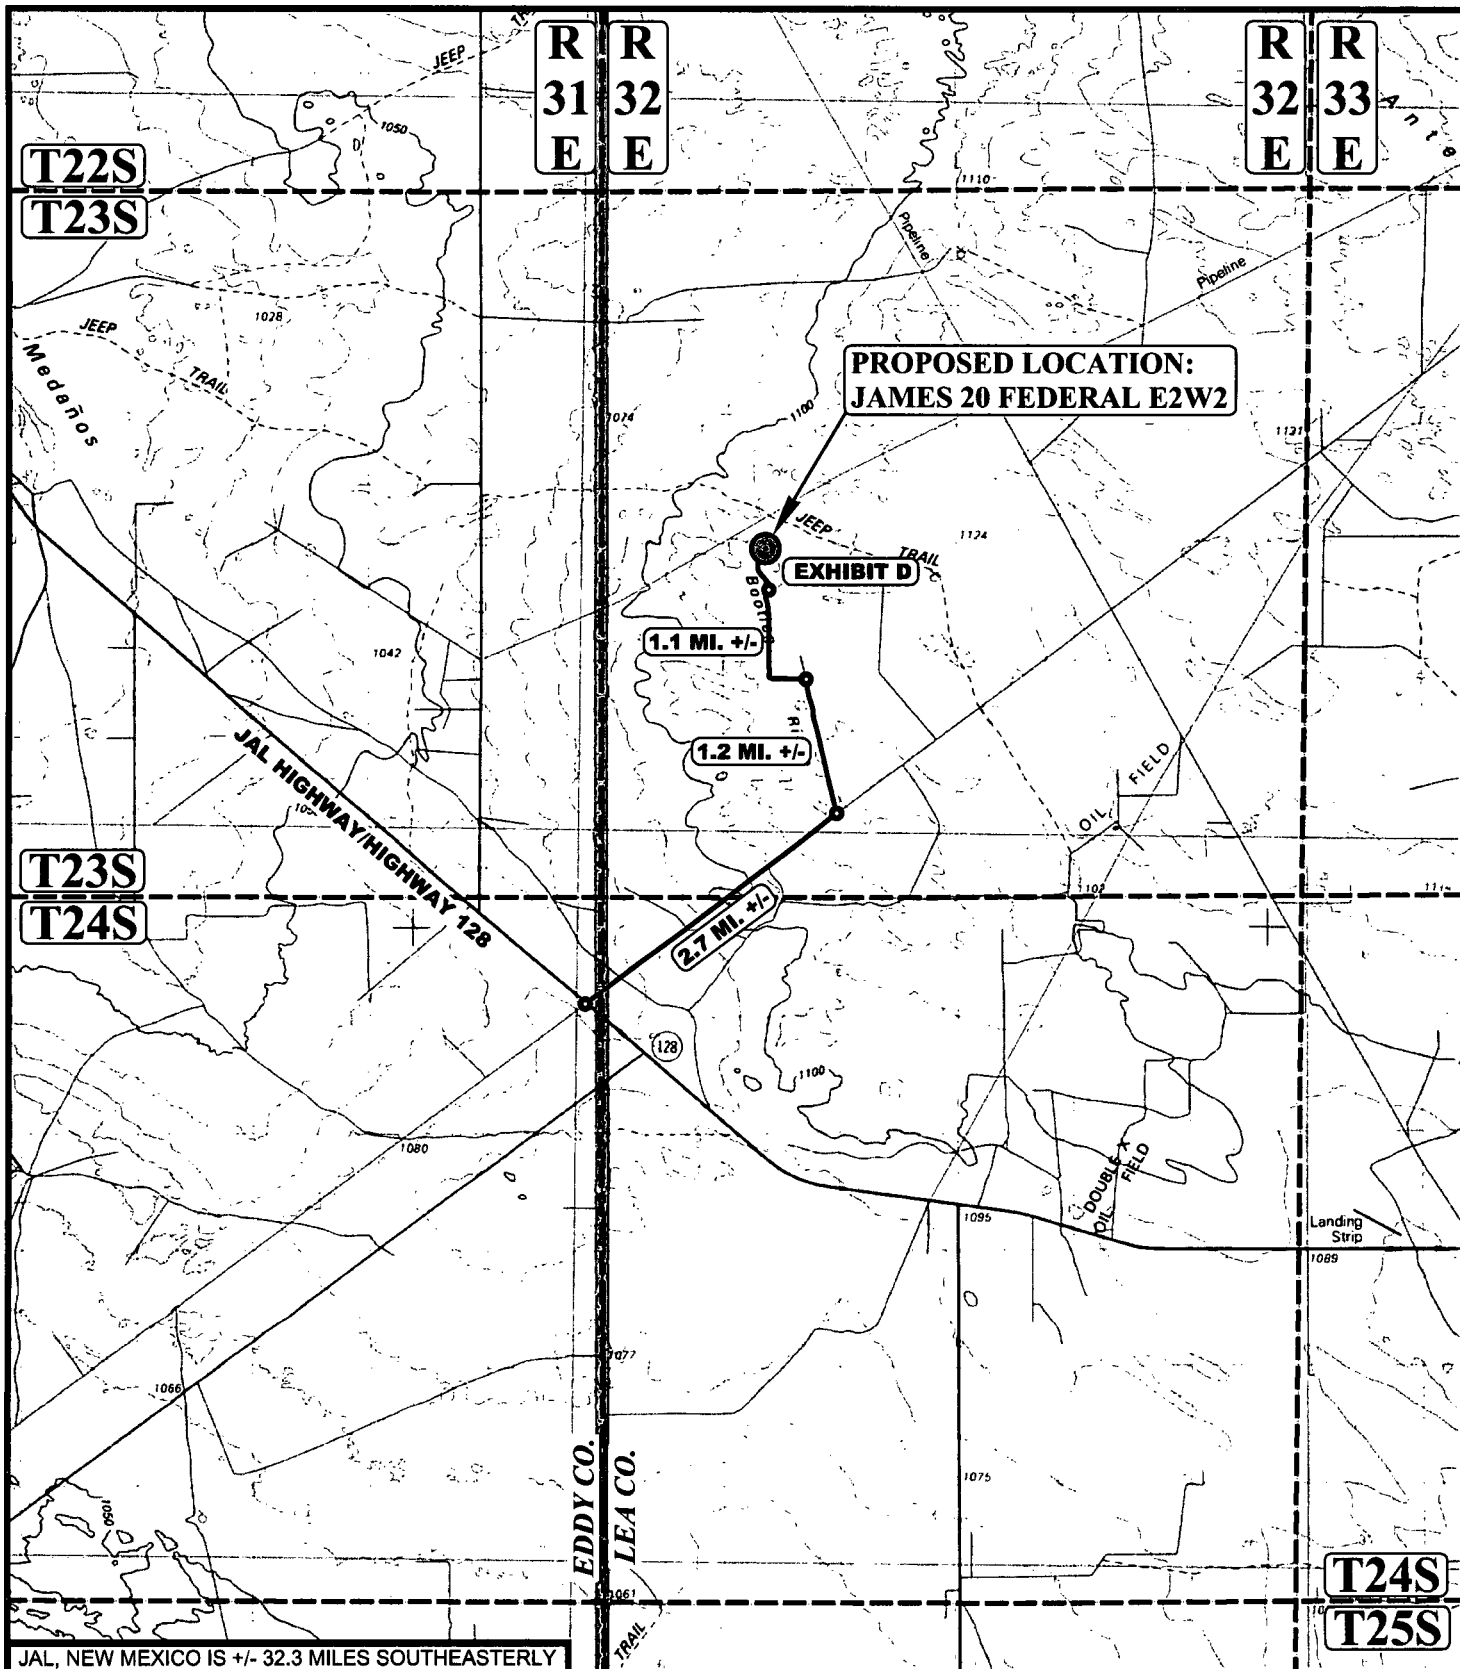 R
31
E
R
32
E
R
32
E
R
33
E
JEEP
1050
T22S
T23S
1110
Pipeline
Pipeline
1028
JEEP
TRAIL
Medaños
PROPOSED LOCATION:
JAMES 20 FEDERAL E2W2
1074
1100
1131
JEEP
TRAIL
1124
EXHIBIT D
1.1 MI. +/-
1042
1.2 MI. +/-
JAL HIGHWAY/HIGHWAY 128
OIL FIELD
T23S
T24S
2.7 MI. +/-
128
1100
1080
DOUBLE X
OIL FIELD
1095
Landing
Strip
1089
1077
1066
EDDY CO.
LEA CO.
1075
1050
1061
TRAIL
T24S
T25S
JAL, NEW MEXICO IS +/- 32.3 MILES SOUTHEASTERLY